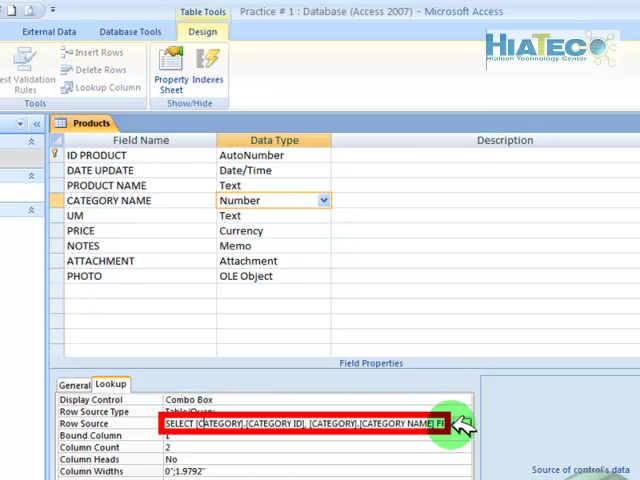 Table Tools
Practice # 1 : Database (Access 2007) - Microsoft Access
External Data
Database Tools
Design
HiATeCO
Hialeah Technology Center
est Validation
Rules
Insert Rows
Delete Rows
Lookup Column
Property
Sheet
Indexes
Tools
Show/Hide
Products
Field Name
Data Type
Description
ID PRODUCT
AutoNumber
DATE UPDATE
Date/Time
PRODUCT NAME
Text
CATEGORY NAME
Number
UM
Text
PRICE
Currency
NOTES
Memo
ATTACHMENT
Attachment
PHOTO
OLE Object
Field Properties
General
Lookup
Display Control
Combo Box
Row Source Type
Table/Query
Row Source
SELECT [CATEGORY].[CATEGORY ID], [CATEGORY].[CATEGORY NAME]
Bound Column
1
Column Count
2
Column Heads
No
Column Widths
0";1.9792"
Source of control's data